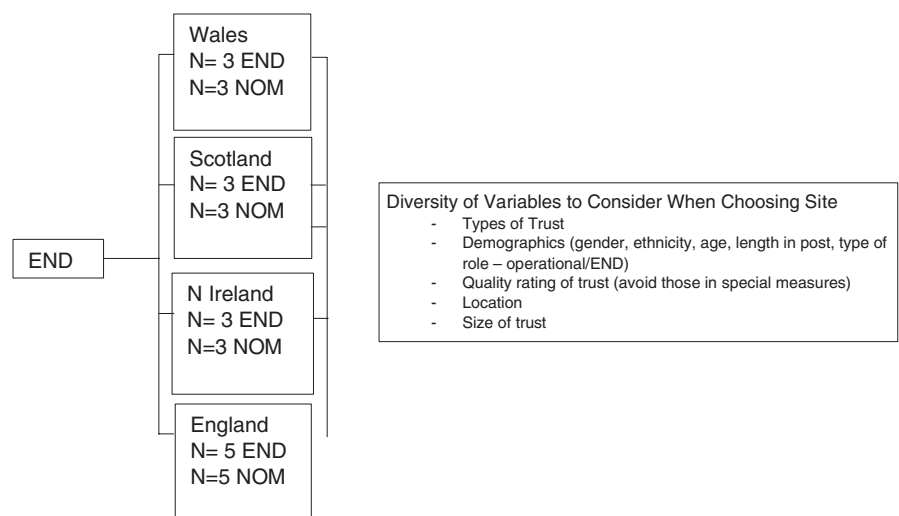 Wales
N= 3 END
N=3 NOM
Scotland
N= 3 END
N=3 NOM
END
N Ireland
N= 3 END
N=3 NOM
England
N= 5 END
N=5 NOM
Diversity of Variables to Consider When Choosing Site
- Types of Trust
- Demographics (gender, ethnicity, age, length in post, type of
role – operational/END)
- Quality rating of trust (avoid those in special measures)
- Location
- Size of trust